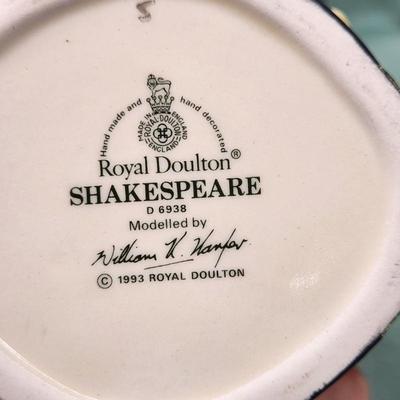 S
Hand made and hand decorated
MADE IN ENGLAND
ROYAL DOULTON
ENGLAND
Royal Doulton®
SHAKESPEARE
D 6938
Modelled by
William K. Harper
© 1993 ROYAL DOULTON